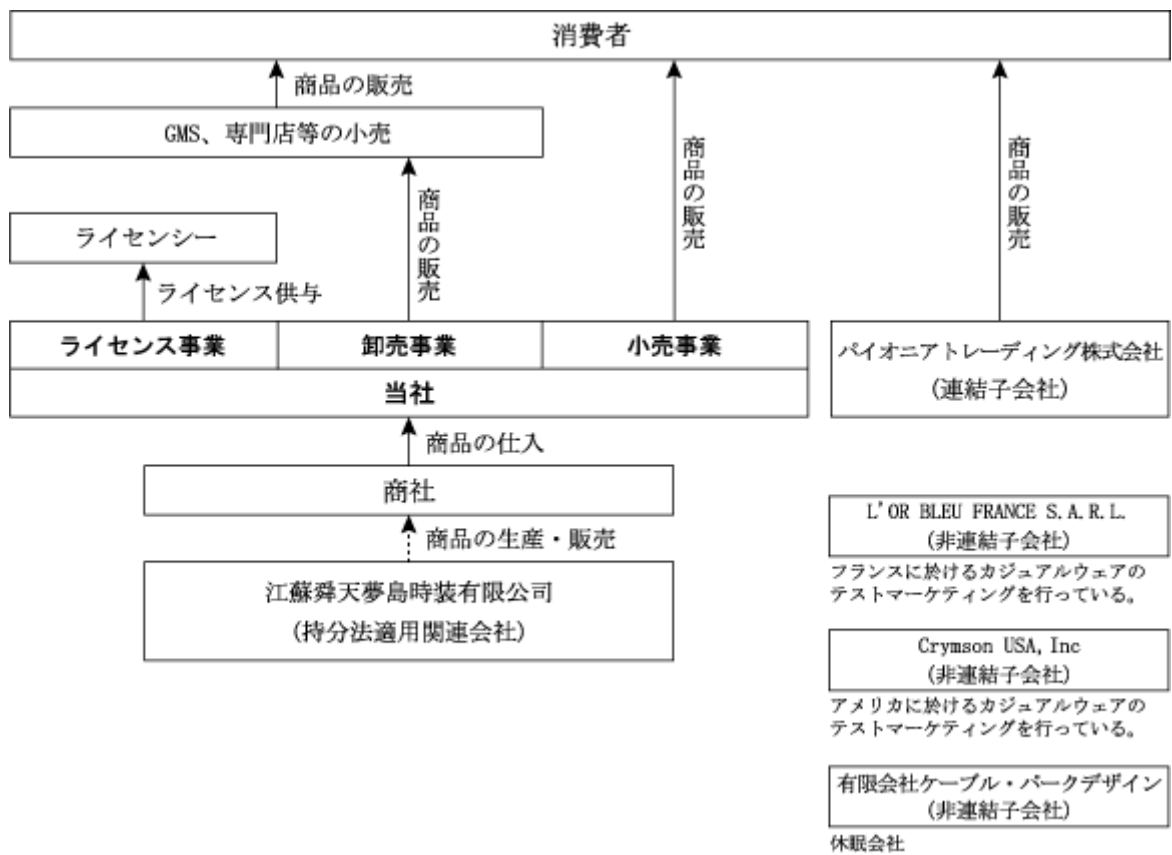 消費者
商品の販売
GMS、専門店等の小売
商品の販売
商品の販売
商品の販売
ライセンシー
ライセンス供与
ライセンス事業
卸売事業
小売事業
当社
パイオニアトレーディング株式会社
(連結子会社)
商品の仕入
商社
商品の生産・販売
江蘇舜天夢島時装有限公司
(持分法適用関連会社)
L'OR BLEU FRANCE S.A.R.L.
(非連結子会社)
フランスに於けるカジュアルウェアの
テストマーケティングを行っている。
Crymson USA,Inc
(非連結子会社)
アメリカに於けるカジュアルウェアの
テストマーケティングを行っている。
有限会社ケーブル・パークデザイン
(非連結子会社)
休眠会社